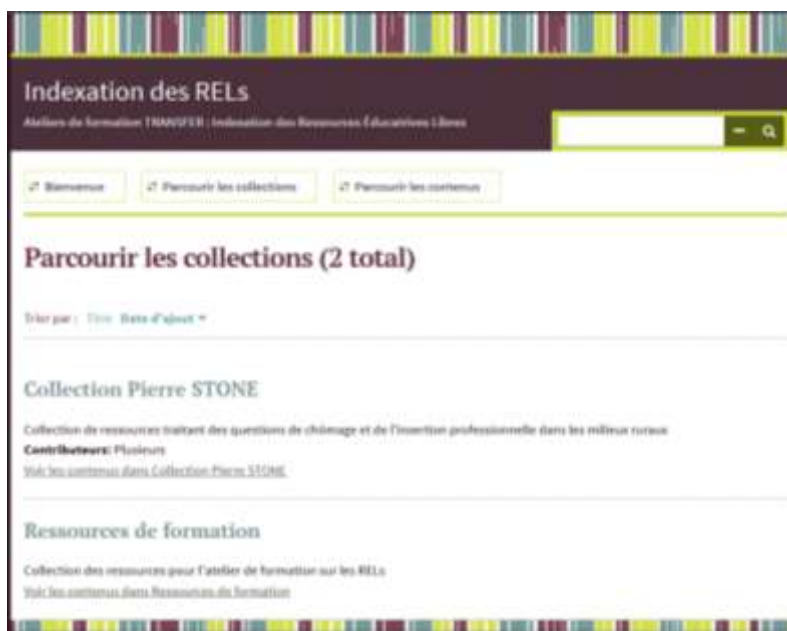 Indexation des RELs
Ateliers de formation TRANSFER : Indexation des Ressources Éducatives Libres
Bienvenue
Parcourir les collections
Parcourir les contenus
Parcourir les collections (2 total)
Trier par : Titre Date d'ajout
Collection Pierre STONE
Collection de ressources traitant des questions de chômage et de l'insertion professionnelle dans les milieux ruraux
Contributeurs: Plusieurs
Voir les contenus dans Collection Pierre STONE
Ressources de formation
Collection des ressources pour l'atelier de formation sur les RELs
Voir les contenus dans Ressources de formation